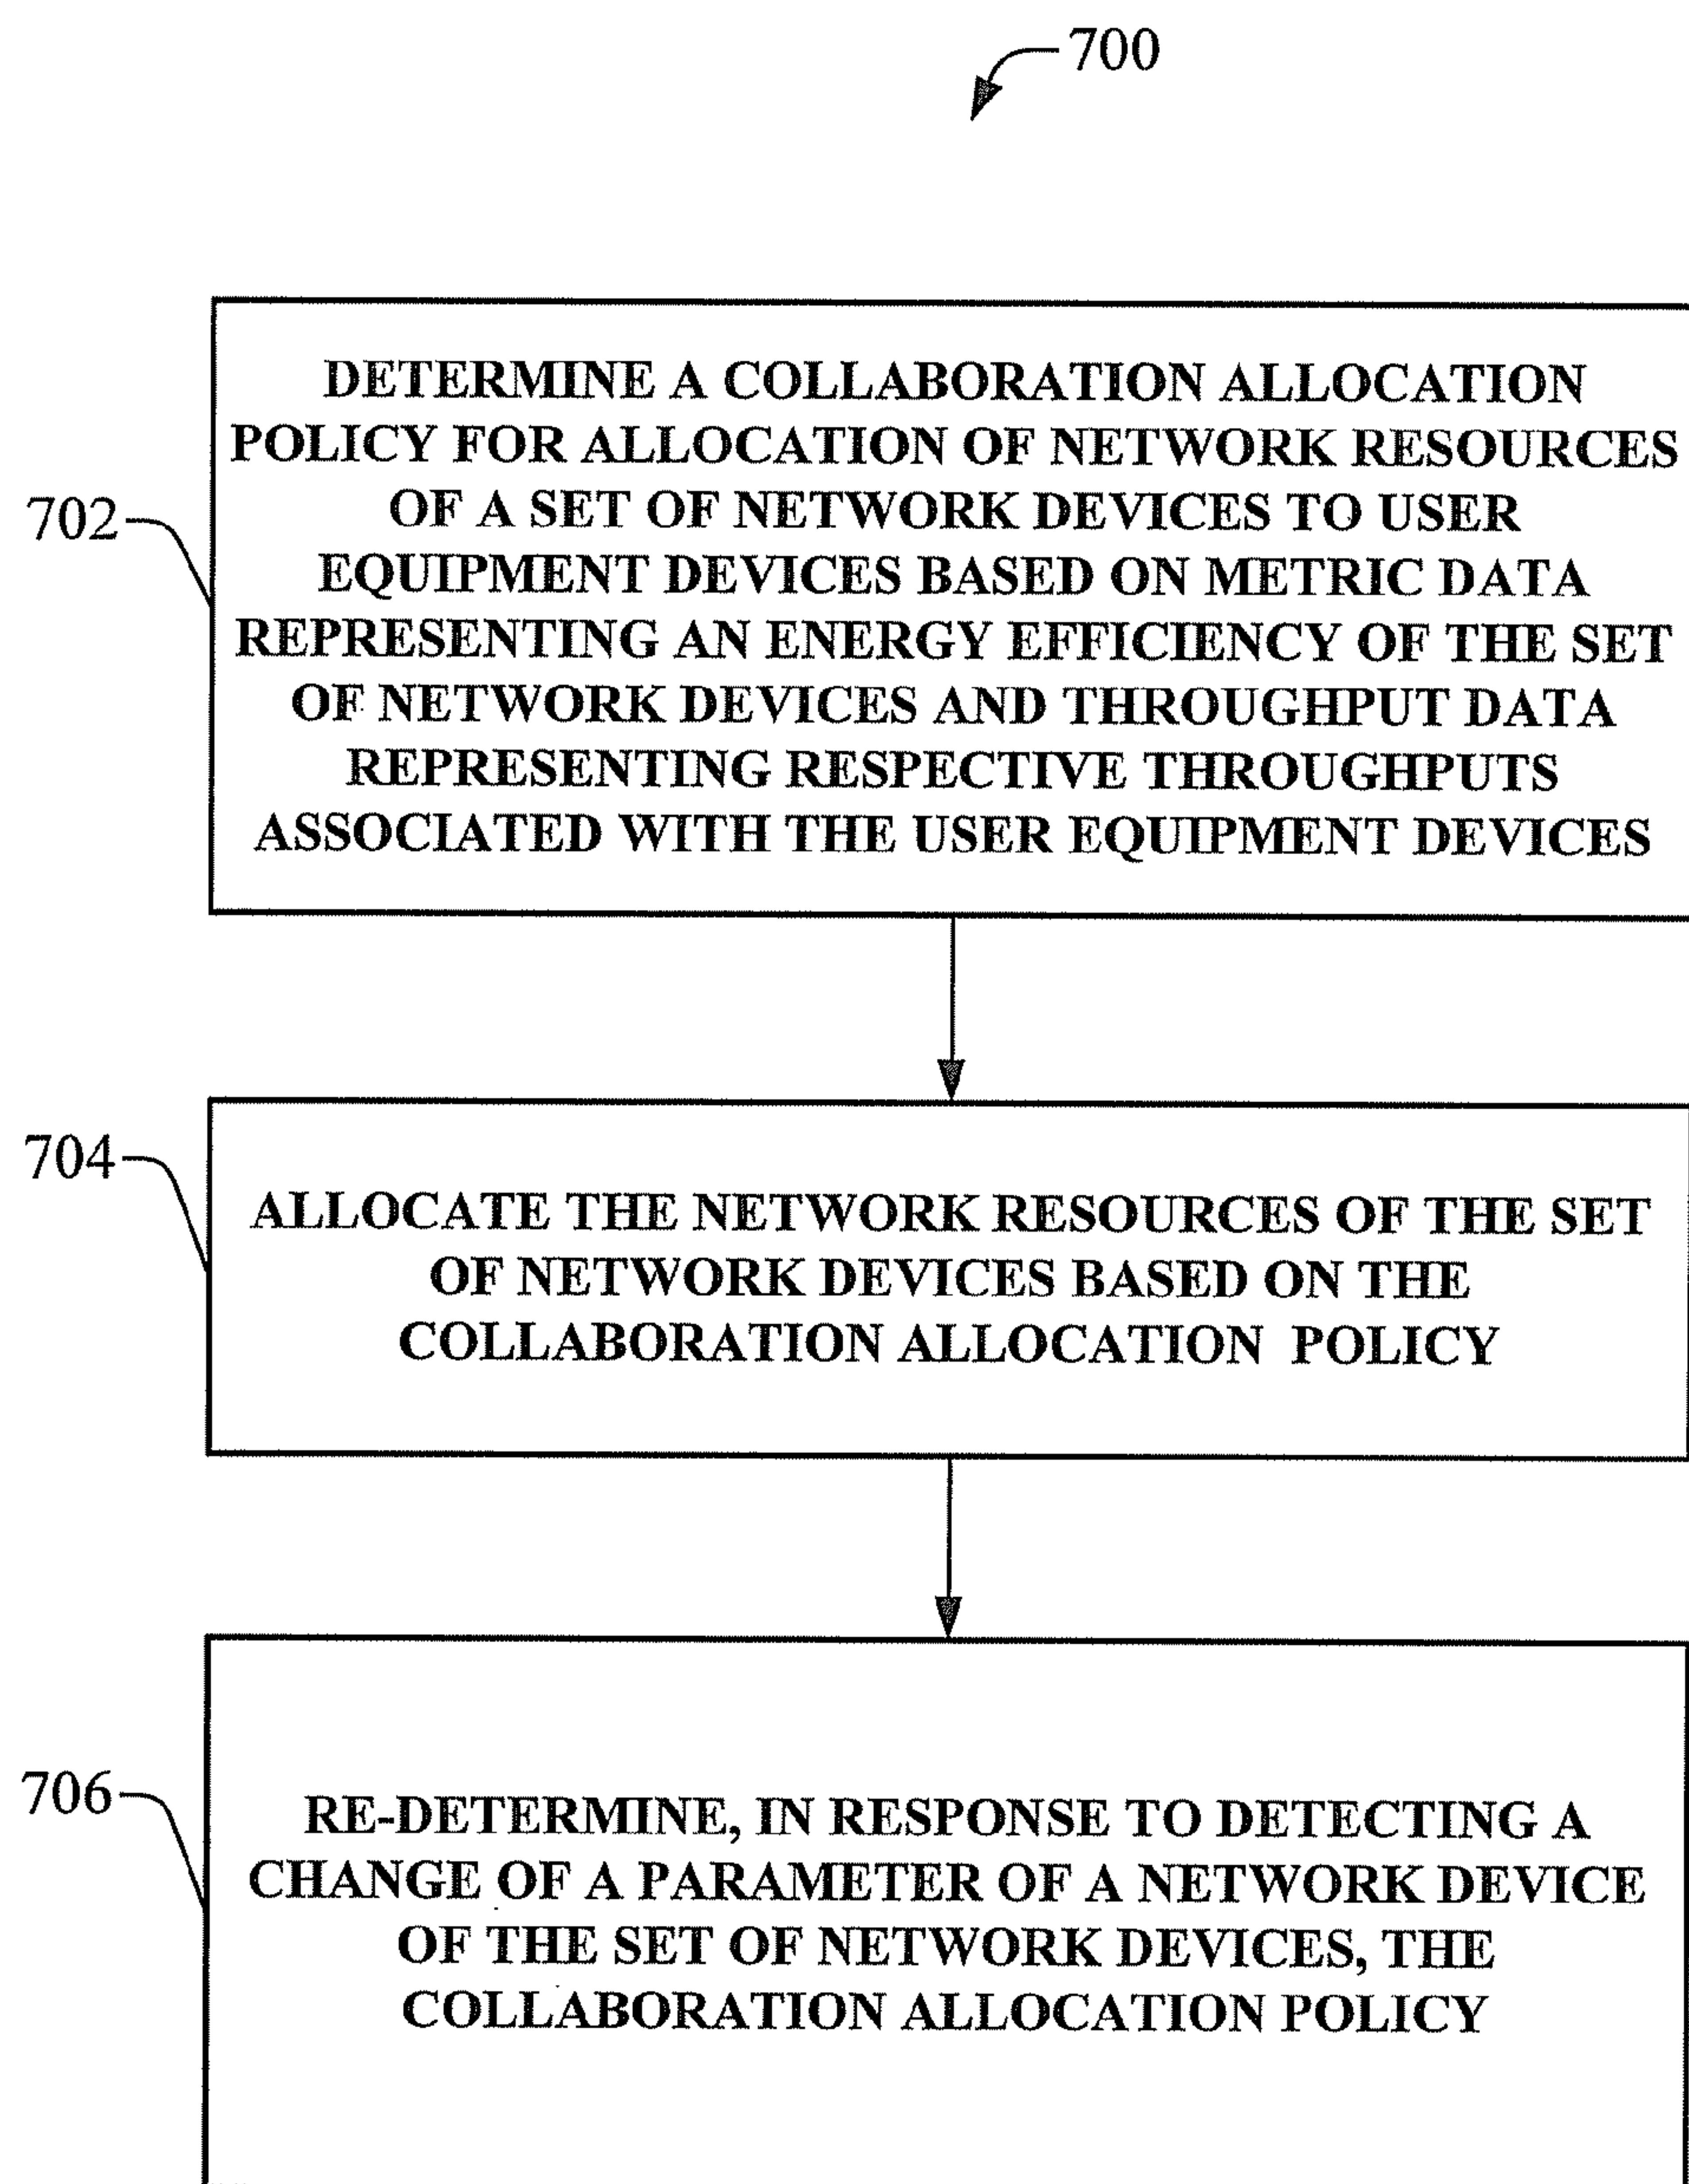 700
702
DETERMINE A COLLABORATION ALLOCATION
POLICY FOR ALLOCATION OF NETWORK RESOURCES
OF A SET OF NETWORK DEVICES TO USER
EQUIPMENT DEVICES BASED ON METRIC DATA
REPRESENTING AN ENERGY EFFICIENCY OF THE SET
OF NETWORK DEVICES AND THROUGHPUT DATA
REPRESENTING RESPECTIVE THROUGHPUTS
ASSOCIATED WITH THE USER EQUIPMENT DEVICES
704
ALLOCATE THE NETWORK RESOURCES OF THE SET
OF NETWORK DEVICES BASED ON THE
COLLABORATION ALLOCATION POLICY
706
RE-DETERMINE, IN RESPONSE TO DETECTING A
CHANGE OF A PARAMETER OF A NETWORK DEVICE
OF THE SET OF NETWORK DEVICES, THE
COLLABORATION ALLOCATION POLICY